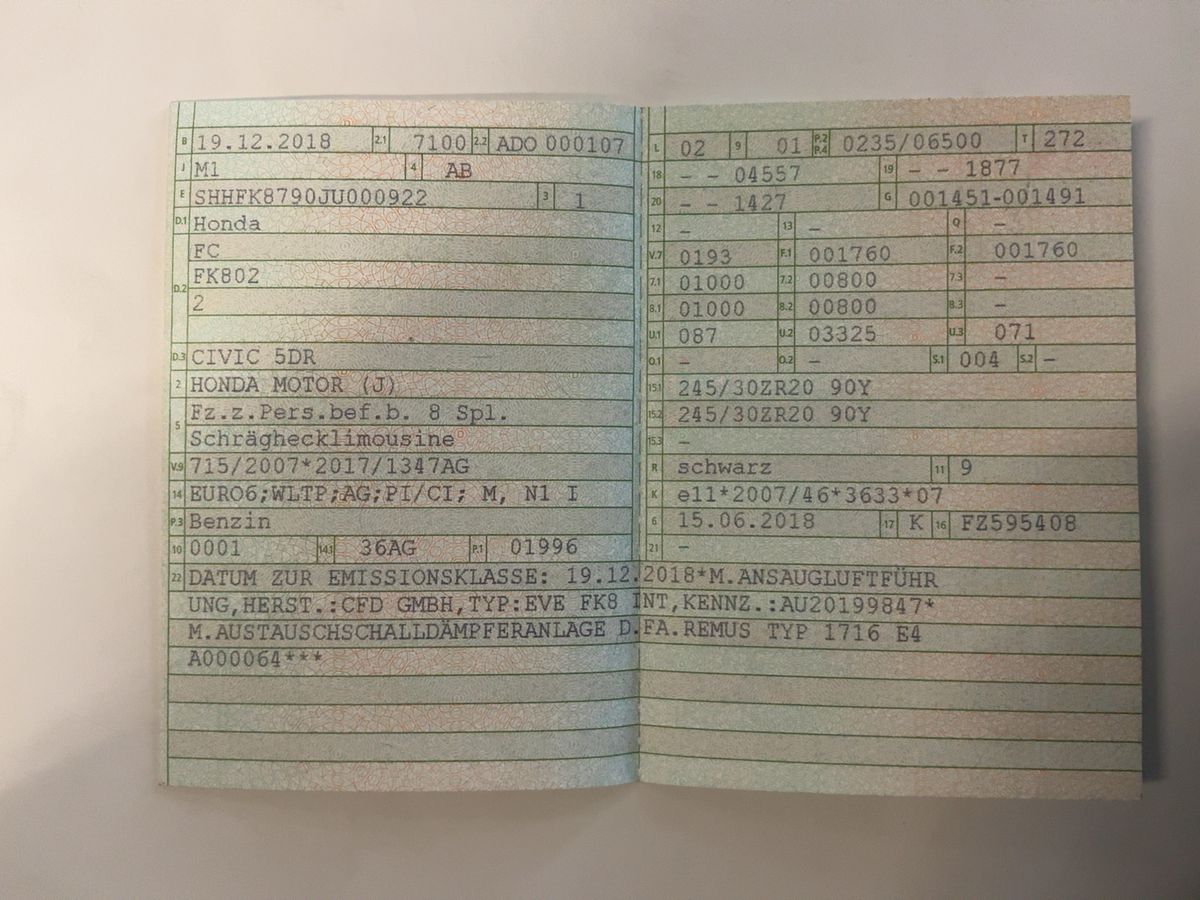 B 19.12.2018 2.1 7100 2.2 ADO 000107
J M1 4 AB
E SHHFK8790JU000922 3 1
D.1 Honda
FC
D.2 FK802
2
D.3 CIVIC 5DR
2 HONDA MOTOR (J)
5 Fz.z.Pers.bef.b. 8 Spl.
Schräghecklimousine
V.9 715/2007*2017/1347AG
14 EURO6;WLTP;AG;PI/CI; M, N1 I
P.3 Benzin
10 0001 14.1 36AG P.1 01996
L 02 9 01 P.2 P.4 0235/06500 T 272
18 - - 04557 19 - - 1877
20 - - 1427 G 001451-001491
12 - 13 - Q -
V.7 0193 F.1 001760 F.2 001760
7.1 01000 7.2 00800 7.3 -
8.1 01000 8.2 00800 8.3 -
U.1 087 U.2 03325 U.3 071
O.1 - O.2 - S.1 004 S.2 -
15.1 245/30ZR20 90Y
15.2 245/30ZR20 90Y
15.3 -
R schwarz 11 9
K e11*2007/46*3633*07
6 15.06.2018 17 K 16 FZ595408
21 -
22 DATUM ZUR EMISSIONSKLASSE: 19.12.2018*M.ANSAUGLUFTFÜHR
UNG,HERST.:CFD GMBH,TYP:EVE FK8 INT,KENNZ.:AU20199847*
M.AUSTAUSCHSCHALLDÄMPFERANLAGE D.FA.REMUS TYP 1716 E4
A000064***